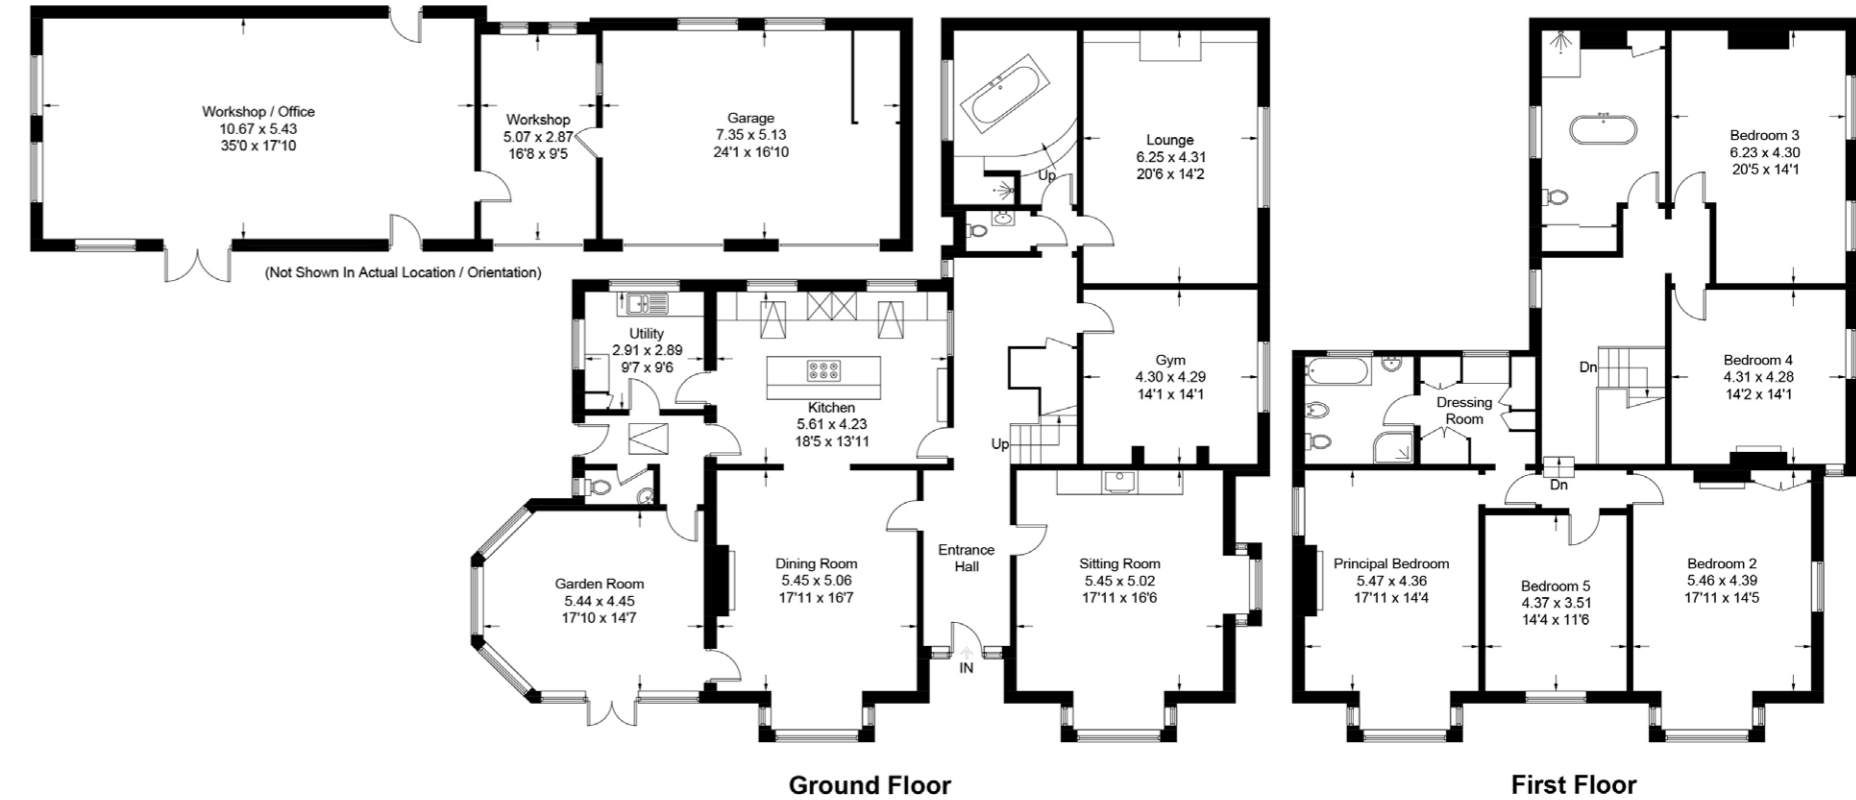 Workshop / Office
10.67 x 5.43
35'0 x 17'10
Workshop
5.07 x 2.87
16'8 x 9'5
Garage
7.35 x 5.13
24'1 x 16'10
(Not Shown In Actual Location / Orientation)
Lounge
6.25 x 4.31
20'6 x 14'2
Up
Utility
2.91 x 2.89
9'7 x 9'6
Kitchen
5.61 x 4.23
18'5 x 13'11
Gym
4.30 x 4.29
14'1 x 14'1
Up
Garden Room
5.44 x 4.45
17'10 x 14'7
Dining Room
5.45 x 5.06
17'11 x 16'7
Entrance
Hall
IN
Sitting Room
5.45 x 5.02
17'11 x 16'6
Ground Floor
Bedroom 3
6.23 x 4.30
20'5 x 14'1
Bedroom 4
4.31 x 4.28
14'2 x 14'1
Dn
Dressing
Room
Dn
Principal Bedroom
5.47 x 4.36
17'11 x 14'4
Bedroom 5
4.37 x 3.51
14'4 x 11'6
Bedroom 2
5.46 x 4.39
17'11 x 14'5
First Floor